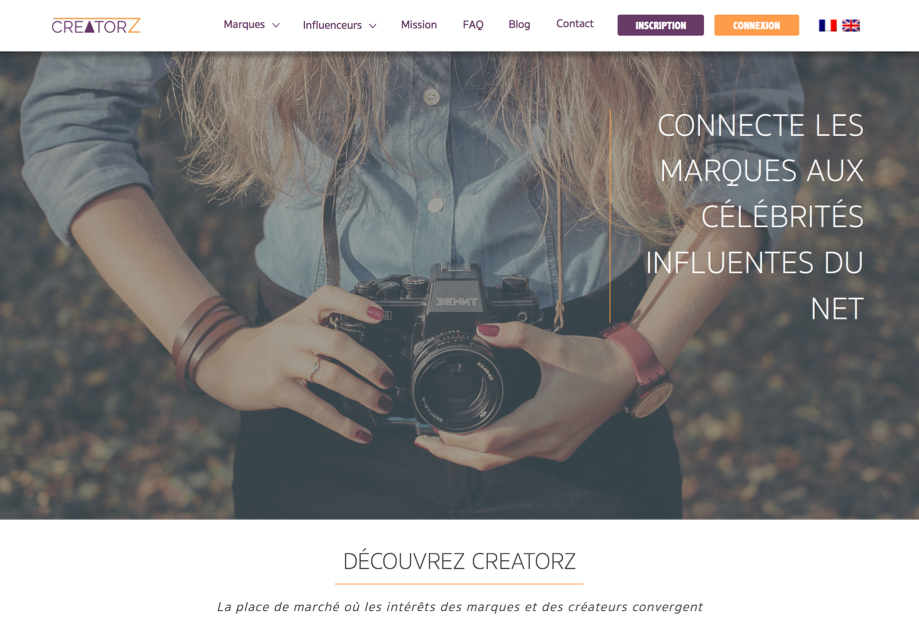 CREATORZ
Marques
Influenceurs
Mission
FAQ
Blog
Contact
INSCRIPTION
CONNEXION
CONNECTE LES
MARQUES AUX
CÉLÉBRITÉS
INFLUENTES DU
NET
ЗЕНИТ
DÉCOUVREZ CREATORZ
La place de marché où les intérêts des marques et des créateurs convergent